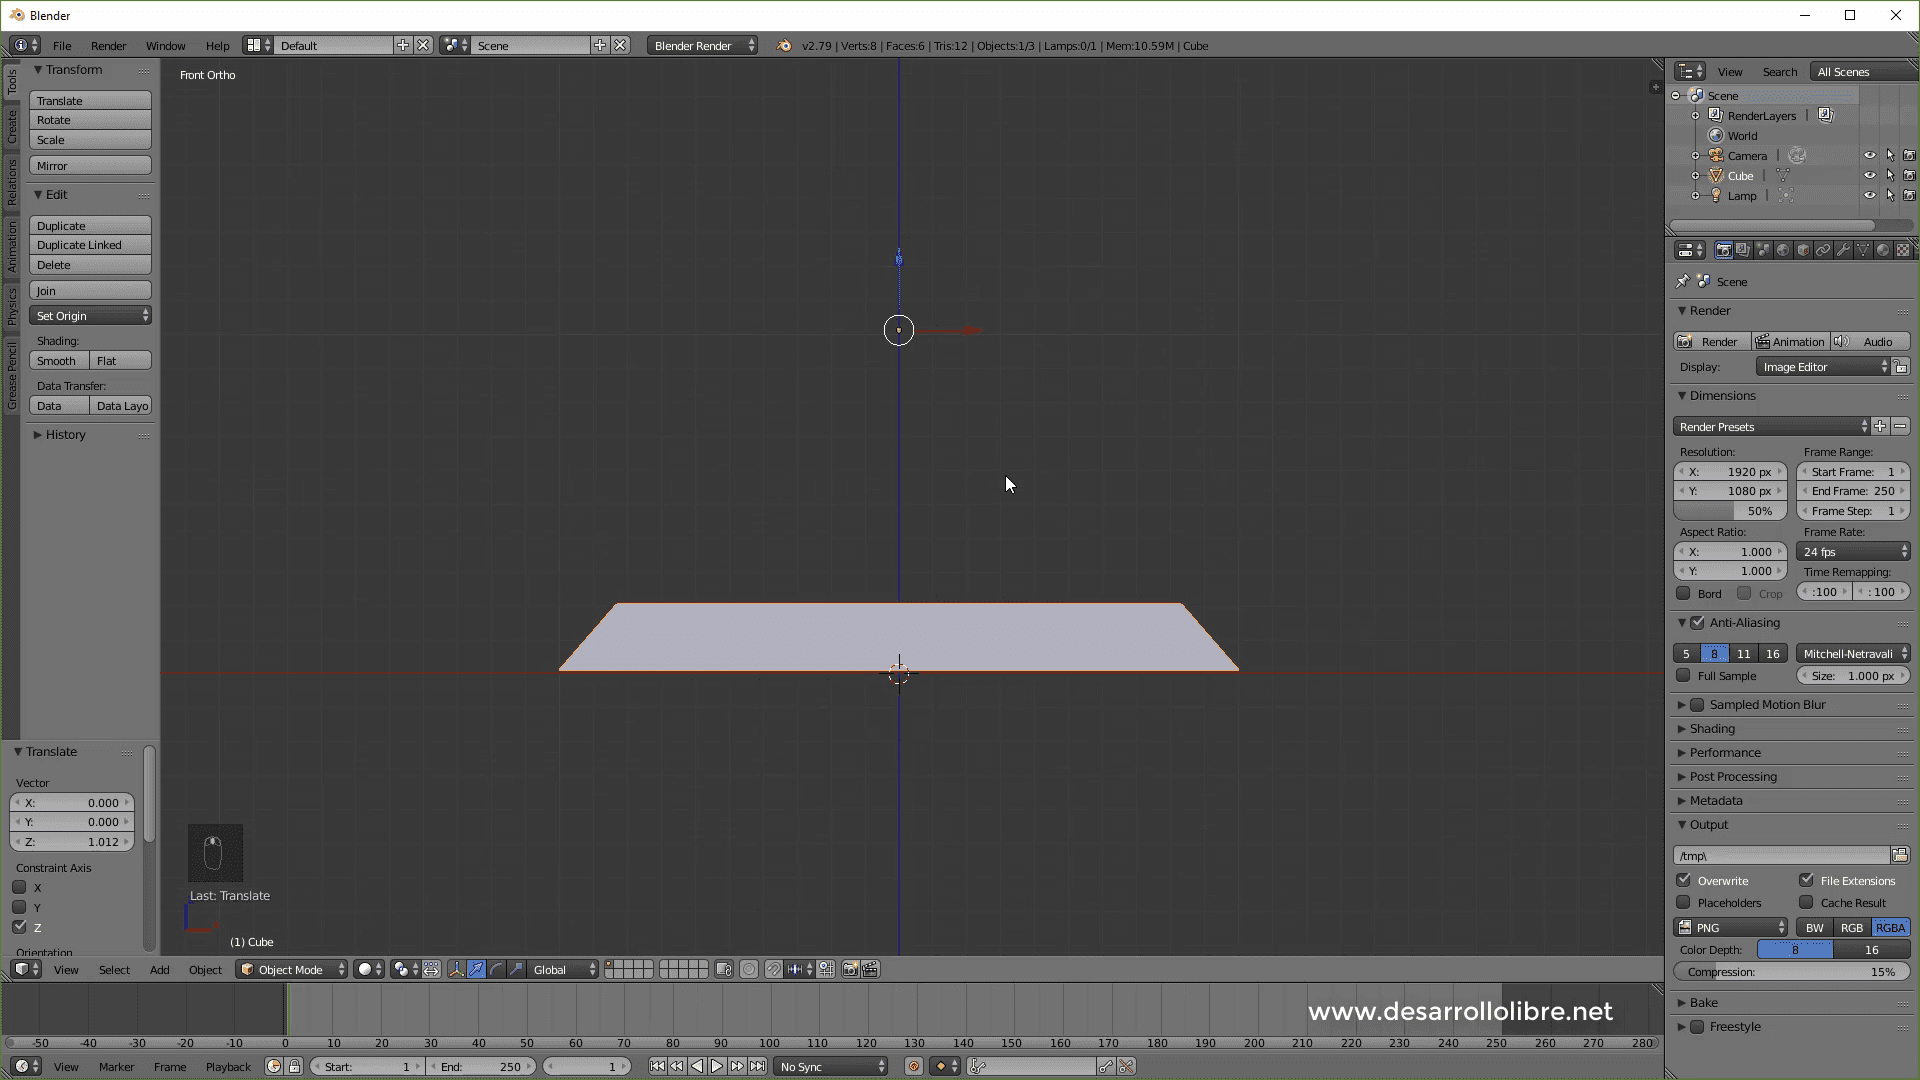 Blender
File Render Window Help Default Scene Blender Render v2.79 | Verts:8 | Faces:6 | Tris:12 | Objects:1/3 | Lamps:0/1 | Mem:10.59M | Cube
Tools
Create
Relations
Animation
Physics
Grease Pencil
Transform
Translate
Rotate
Scale
Mirror
Edit
Duplicate
Duplicate Linked
Delete
Join
Set Origin
Shading:
Smooth Flat
Data Transfer:
Data Data Layo
History
Translate
Vector
X: 0.000
Y: 0.000
Z: 1.012
Constraint Axis
X
Y
Z
Orientation
Front Ortho
Last: Translate
(1) Cube
View Select Add Object Object Mode Global
View Search All Scenes
Scene
RenderLayers |
World
Camera |
Cube |
Lamp |
Scene
Render
Render Animation Audio
Display: Image Editor
Dimensions
Render Presets
Resolution: Frame Range:
X: 1920 px Start Frame: 1
Y: 1080 px End Frame: 250
50% Frame Step: 1
Aspect Ratio: Frame Rate:
X: 1.000 24 fps
Y: 1.000 Time Remapping:
Bord Crop :100 : 100
Anti-Aliasing
5 8 11 16 Mitchell-Netravali
Full Sample Size: 1.000 px
Sampled Motion Blur
Shading
Performance
Post Processing
Metadata
Output
/tmp\
Overwrite File Extensions
Placeholders Cache Result
PNG BW RGB RGBA
Color Depth: 8 16
Compression: 15%
Bake
Freestyle
www.desarrollolibre.net
-50 -40 -30 -20 -10 0 10 20 30 40 50 60 70 80 90 100 110 120 130 140 150 160 170 180 190 200 210 220 230 240 250 260 270 280
View Marker Frame Playback Start: 1 End: 250 1 No Sync